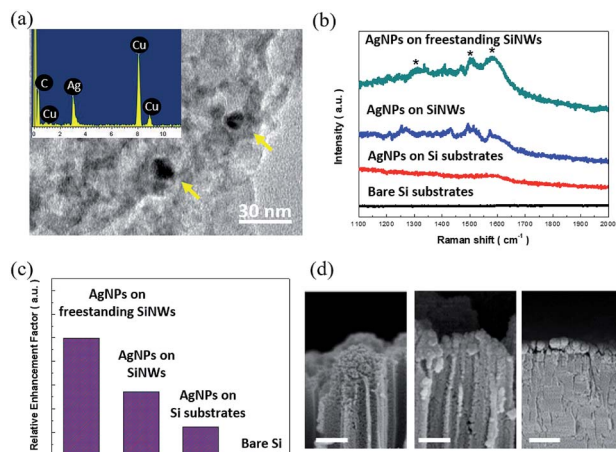 (a)
C
Cu
Ag
Cu
Cu
0 2 4 6 8 10
30 nm
(b)
AgNPs on freestanding SiNWs
* * *
AgNPs on SiNWs
AgNPs on Si substrates
Bare Si substrates
Intensity ( a.u. )
1100 1200 1300 1400 1500 1600 1700 1800 1900 2000
Raman shift ( cm-1 )
(c)
Relative Enhancement Factor ( a.u. )
AgNPs on
freestanding SiNWs
AgNPs on
SiNWs
AgNPs on
Si substrates
Bare Si
(d)